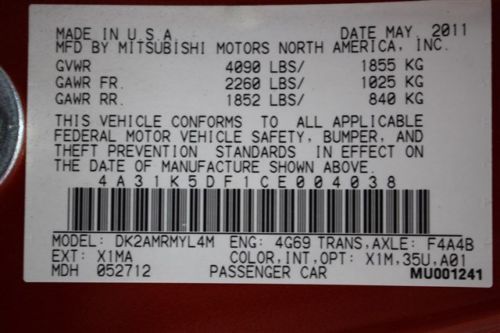 MADE IN U.S.A. DATE MAY, 2011
MFD BY MITSUBISHI MOTORS NORTH AMERICA, INC.
GVWR 4090 LBS/ 1855 KG
GAWR FR. 2260 LBS/ 1025 KG
GAWR RR. 1852 LBS/ 840 KG
THIS VEHICLE CONFORMS TO ALL APPLICABLE
FEDERAL MOTOR VEHICLE SAFETY, BUMPER, AND
THEFT PREVENTION STANDARDS IN EFFECT ON
THE DATE OF MANUFACTURE SHOWN ABOVE.
4A31K5DF1CE004038
MODEL: DK2AMRMYL4M ENG: 4G69 TRANS,AXLE: F4A4B
EXT: X1MA COLOR,INT,OPT: X1M,35U,A01
MDH 052712 PASSENGER CAR MU001241